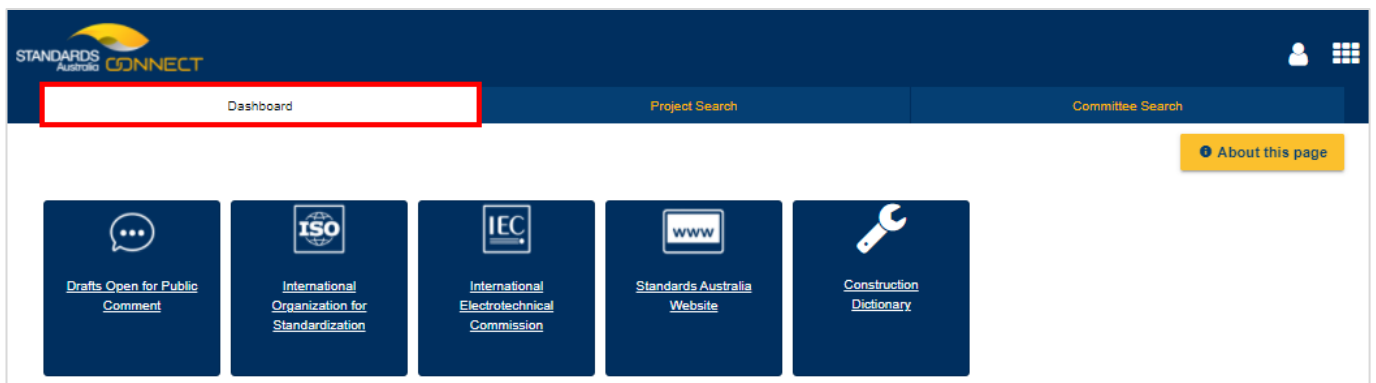 STANDARDS
Australia CONNECT
Dashboard
Project Search
Committee Search
About this page
ISO
IEC
www
Drafts Open for Public
Comment
International
Organization for
Standardization
International
Electrotechnical
Commission
Standards Australia
Website
Construction
Dictionary